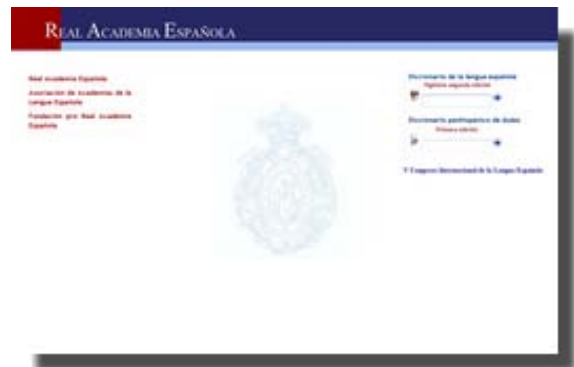 REAL ACADEMIA ESPAÑOLA
Real Academia Española
Asociación de Academias de la
Lengua Española
Fundación pro Real Academia
Española
Diccionario de la lengua española
Vigésima segunda edición
Diccionario panhispánico de dudas
Primera edición
V Congreso Internacional de la Lengua Española